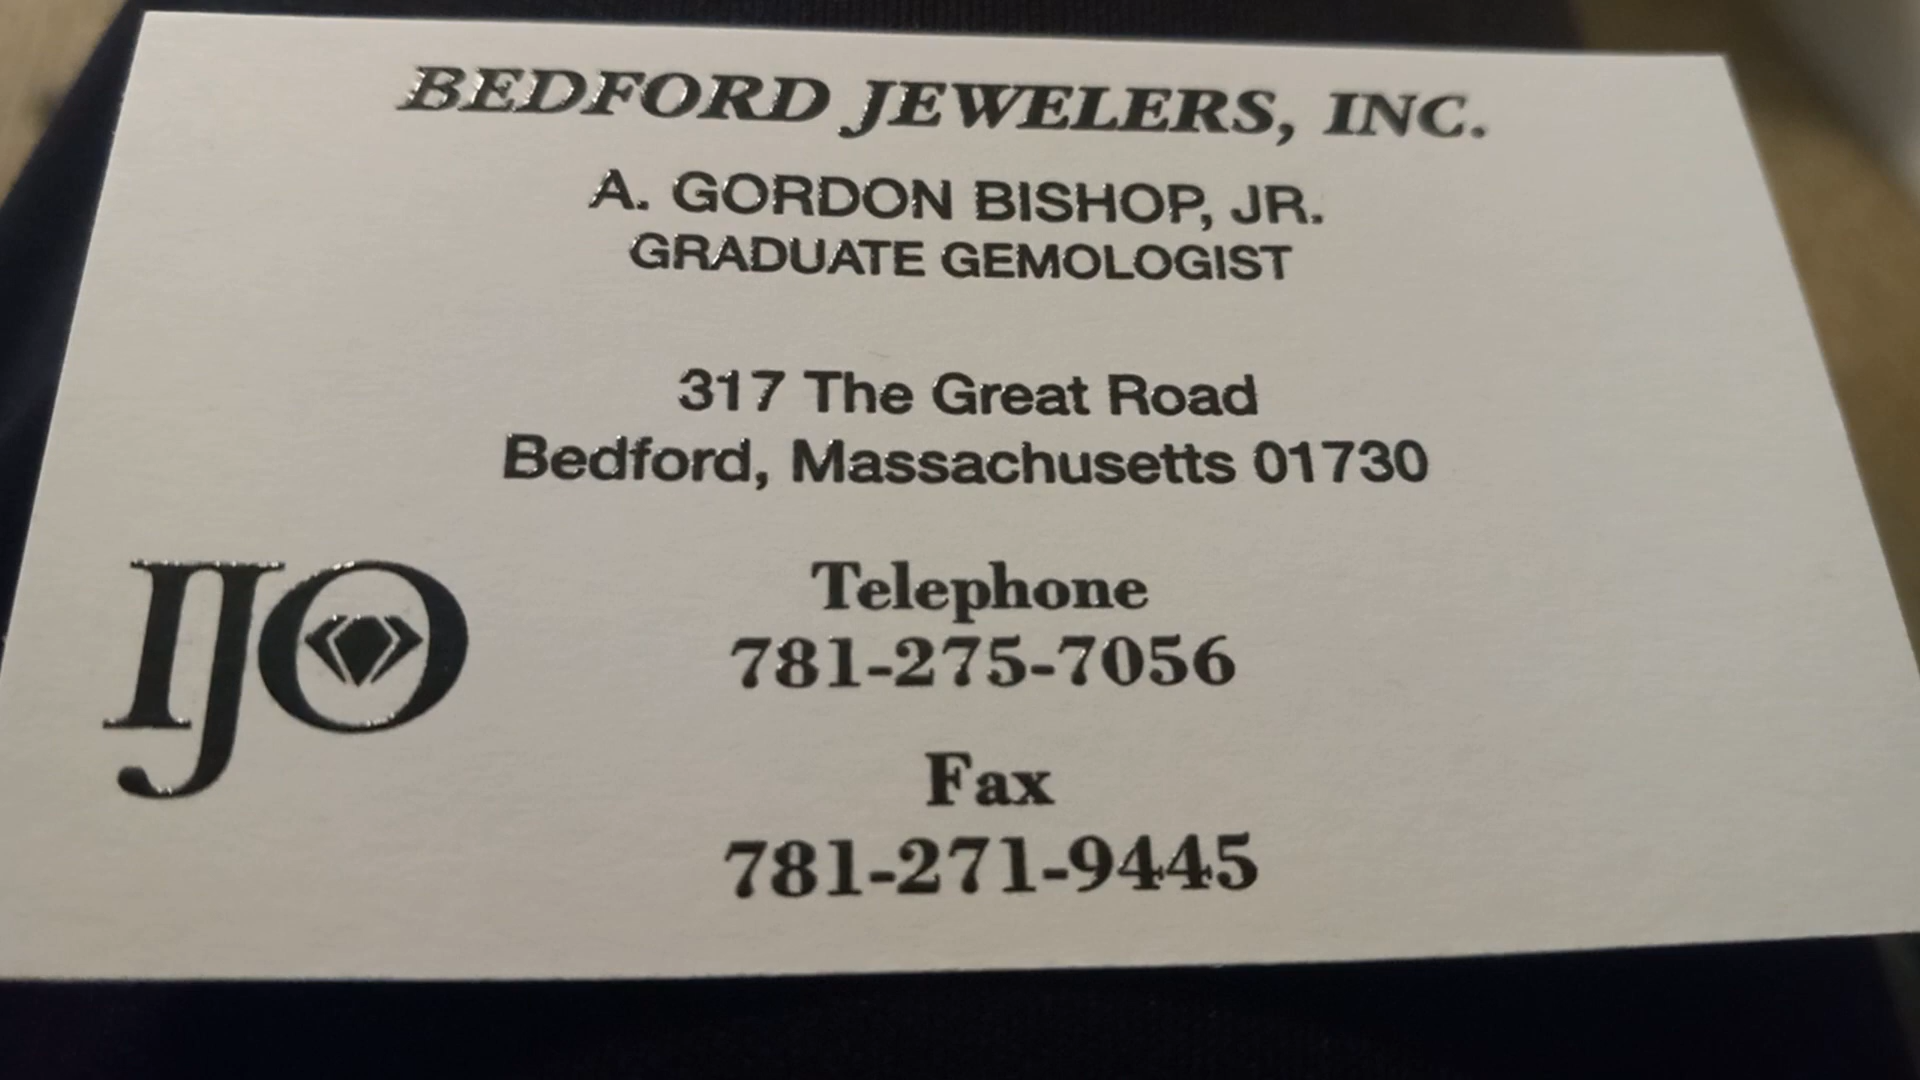 BEDFORD JEWELERS, INC.
A. GORDON BISHOP, JR.
GRADUATE GEMOLOGIST
317 The Great Road
Bedford, Massachusetts 01730
IJO
Telephone
781-275-7056
Fax
781-271-9445